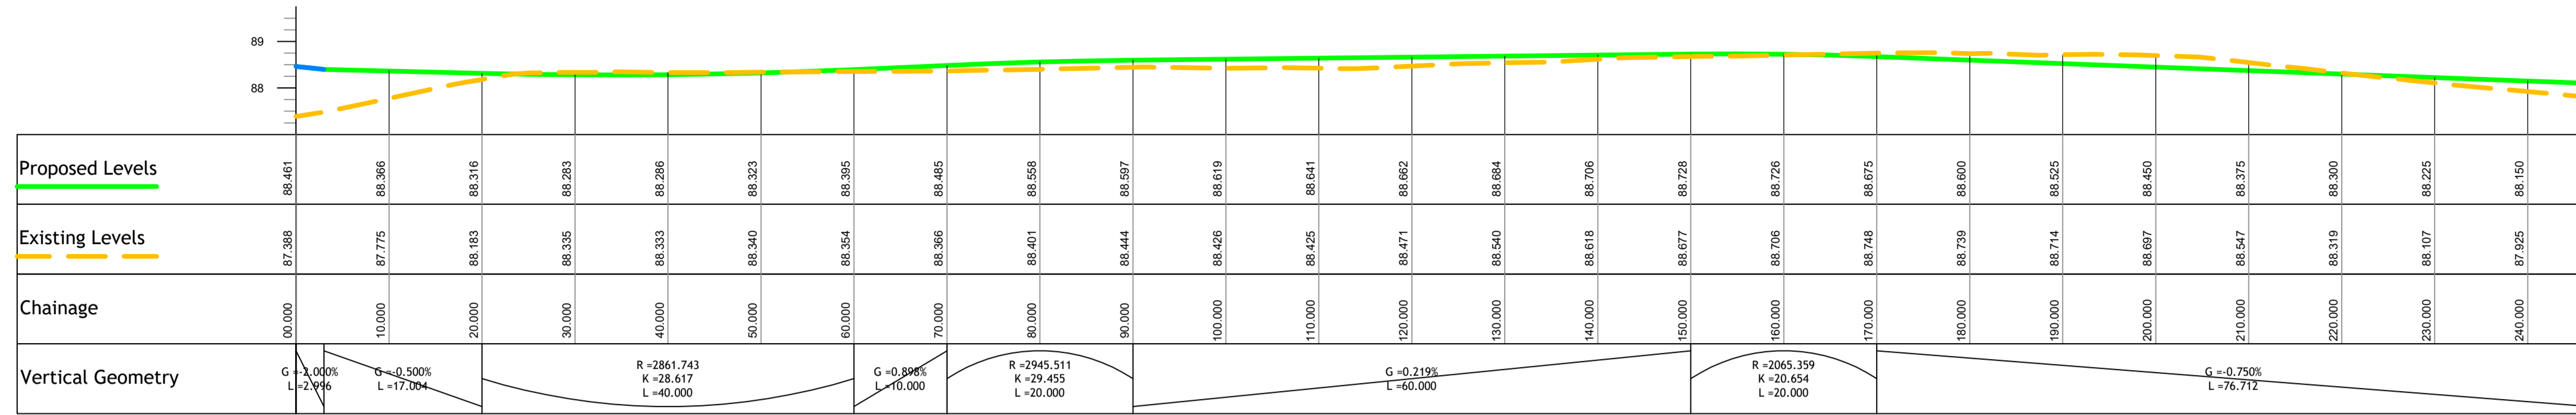 89
88
Proposed Levels
88.461 88.366 88.316 88.283 88.286 88.323 88.395 88.485 88.558 88.597 88.619 88.641 88.662 88.684 88.706 88.728 88.726 88.675 88.600 88.525 88.450 88.375 88.300 88.225 88.150
Existing Levels
87.388 87.775 88.183 88.335 88.333 88.340 88.354 88.366 88.401 88.444 88.426 88.425 88.471 88.540 88.618 88.677 88.706 88.748 88.739 88.714 88.697 88.547 88.319 88.107 87.925
Chainage
00.000 10.000 20.000 30.000 40.000 50.000 60.000 70.000 80.000 90.000 100.000 110.000 120.000 130.000 140.000 150.000 160.000 170.000 180.000 190.000 200.000 210.000 220.000 230.000 240.000
Vertical Geometry
G =-2.000%
L =2.996
G =-0.500%
L =17.004
R =2861.743
K =28.617
L =40.000
G =0.898%
L =10.000
R =2945.511
K =29.455
L =20.000
G =0.219%
L =60.000
R =2065.359
K =20.654
L =20.000
G =-0.750%
L =76.712